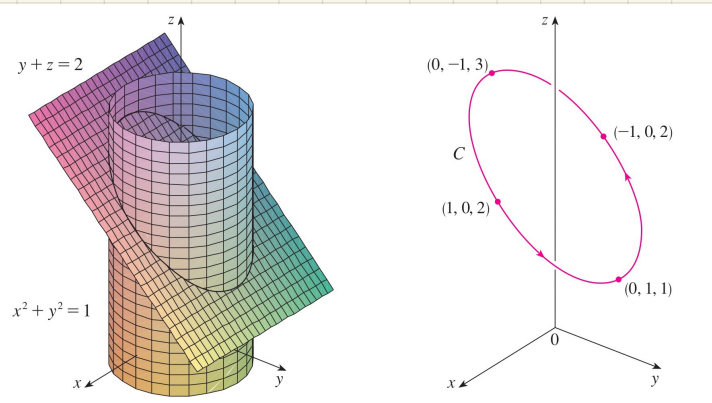 z
y + z = 2
x² + y² = 1
x
y
z
(0, −1, 3)
(−1, 0, 2)
C
(1, 0, 2)
(0, 1, 1)
0
x
y